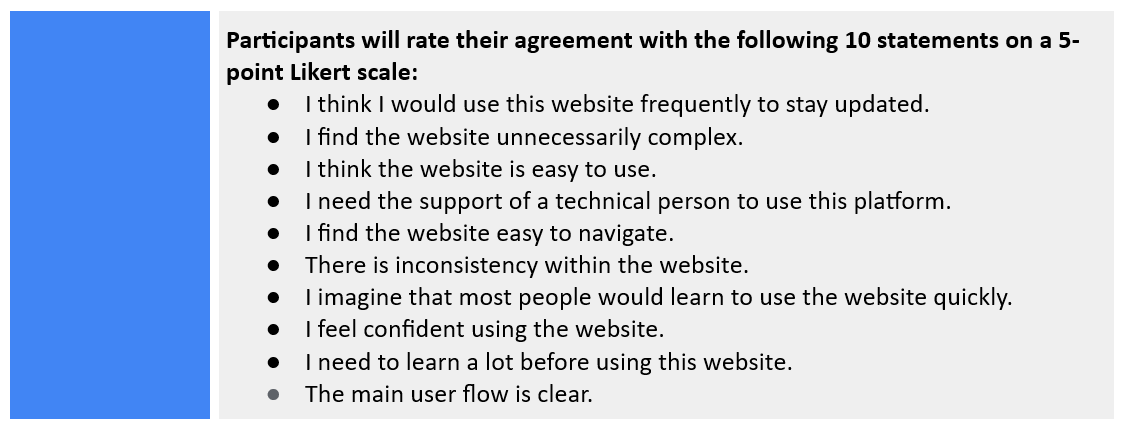 Participants will rate their agreement with the following 10 statements on a 5-
point Likert scale:
● I think I would use this website frequently to stay updated.
● I find the website unnecessarily complex.
● I think the website is easy to use.
● I need the support of a technical person to use this platform.
● I find the website easy to navigate.
● There is inconsistency within the website.
● I imagine that most people would learn to use the website quickly.
● I feel confident using the website.
● I need to learn a lot before using this website.
● The main user flow is clear.